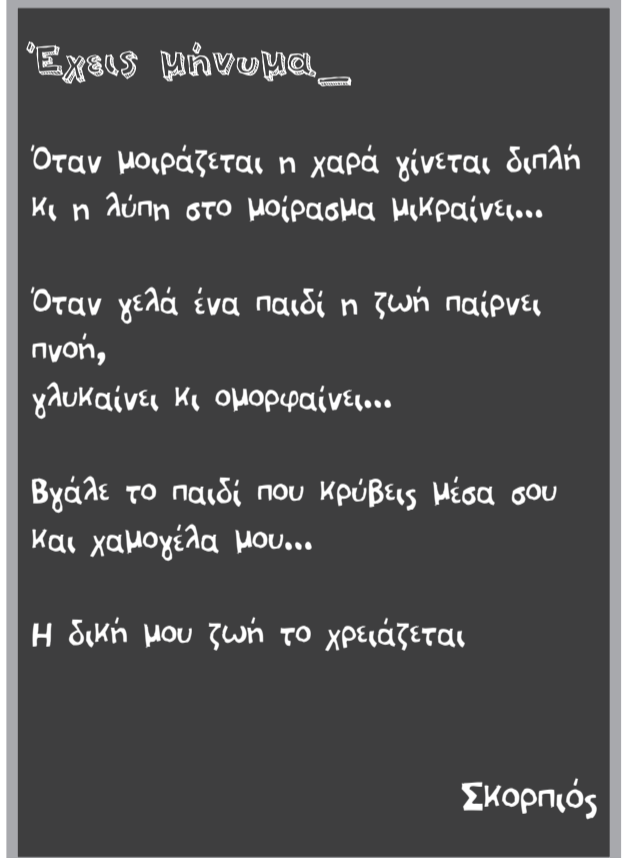 Έχεις μήνυμα_
Όταν μοιράζεται η χαρά γίνεται διπλή
κι η λύπη στο μοίρασμα μικραίνει...
Όταν γελά ένα παιδί η ζωή παίρνει
πνοή,
γλυκαίνει κι ομορφαίνει...
Βγάλε το παιδί που κρύβεις μέσα σου
και χαμογέλα μου...
Η δική μου ζωή το χρειάζεται
Σκορπιός